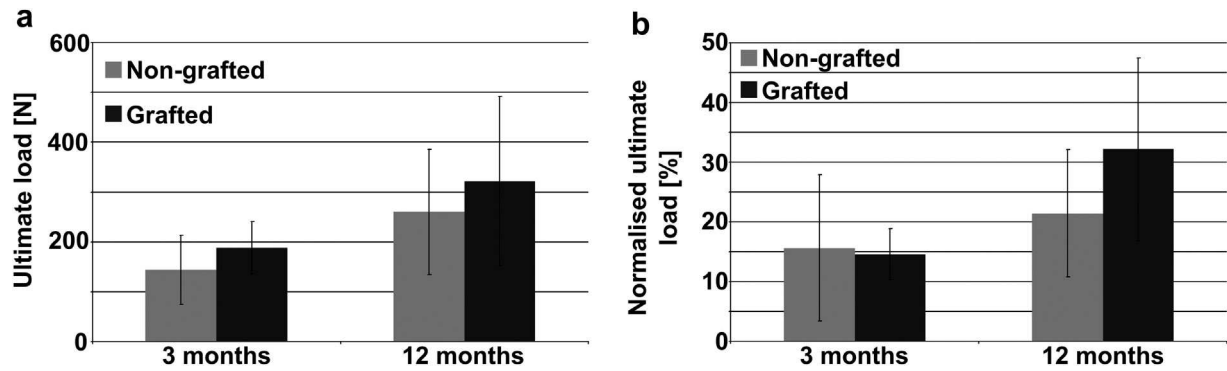 a
Ultimate load [N]
600
400
200
0
Non-grafted
Grafted
3 months
12 months
b
Normalised ultimate
load [%]
50
40
30
20
10
0
Non-grafted
Grafted
3 months
12 months